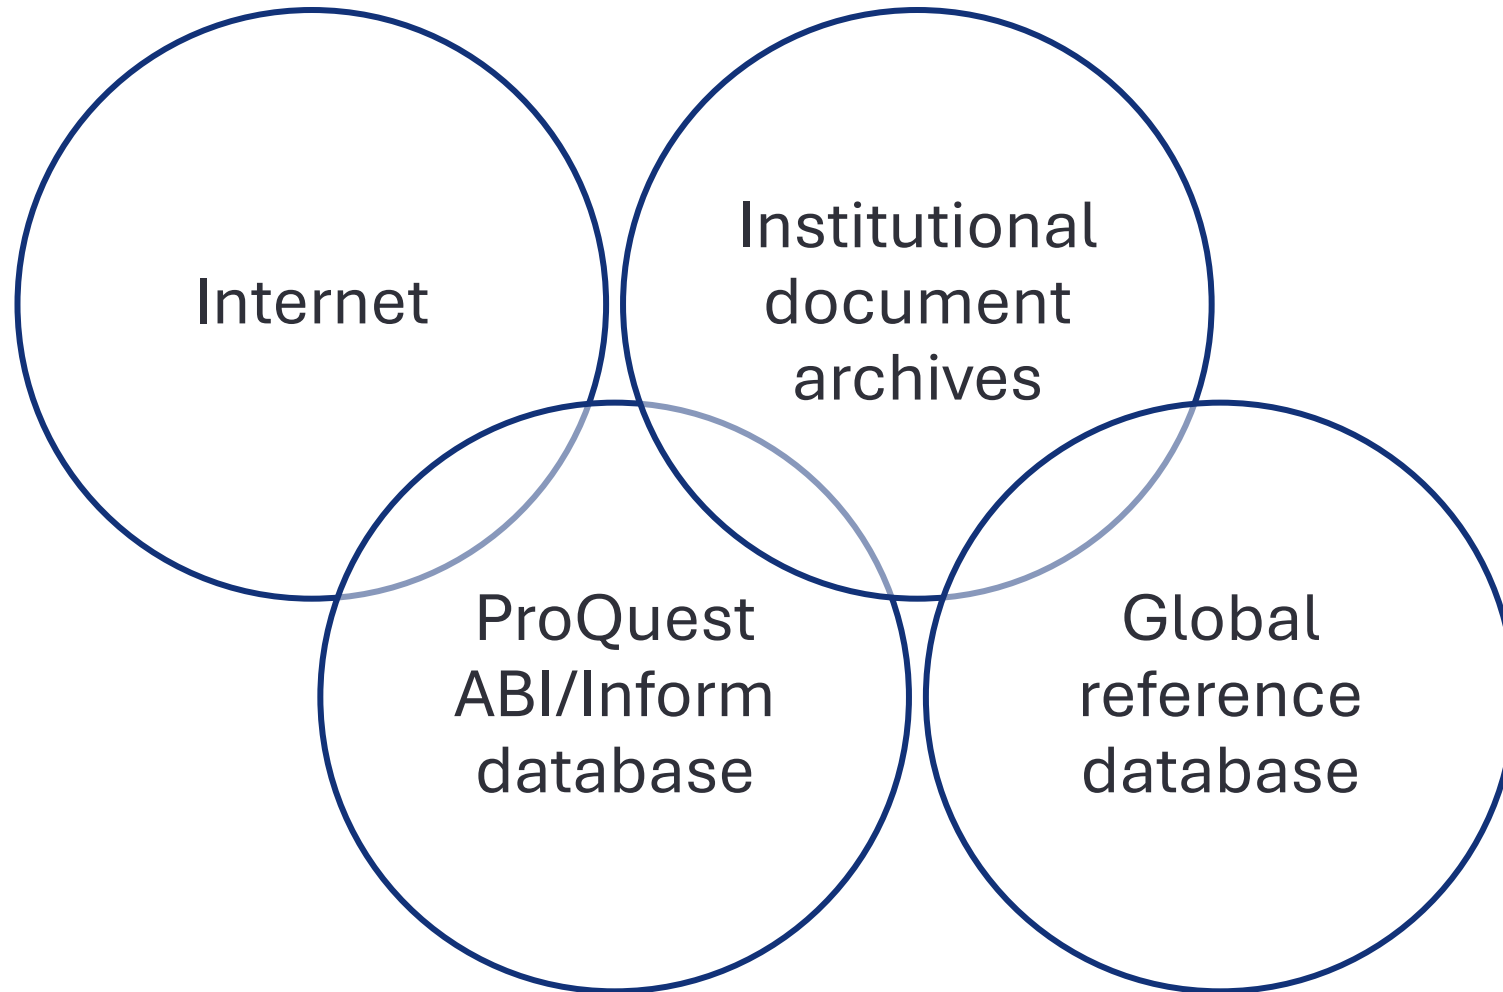 Internet
Institutional
document
archives
ProQuest
ABI/Inform
database
Global
reference
database